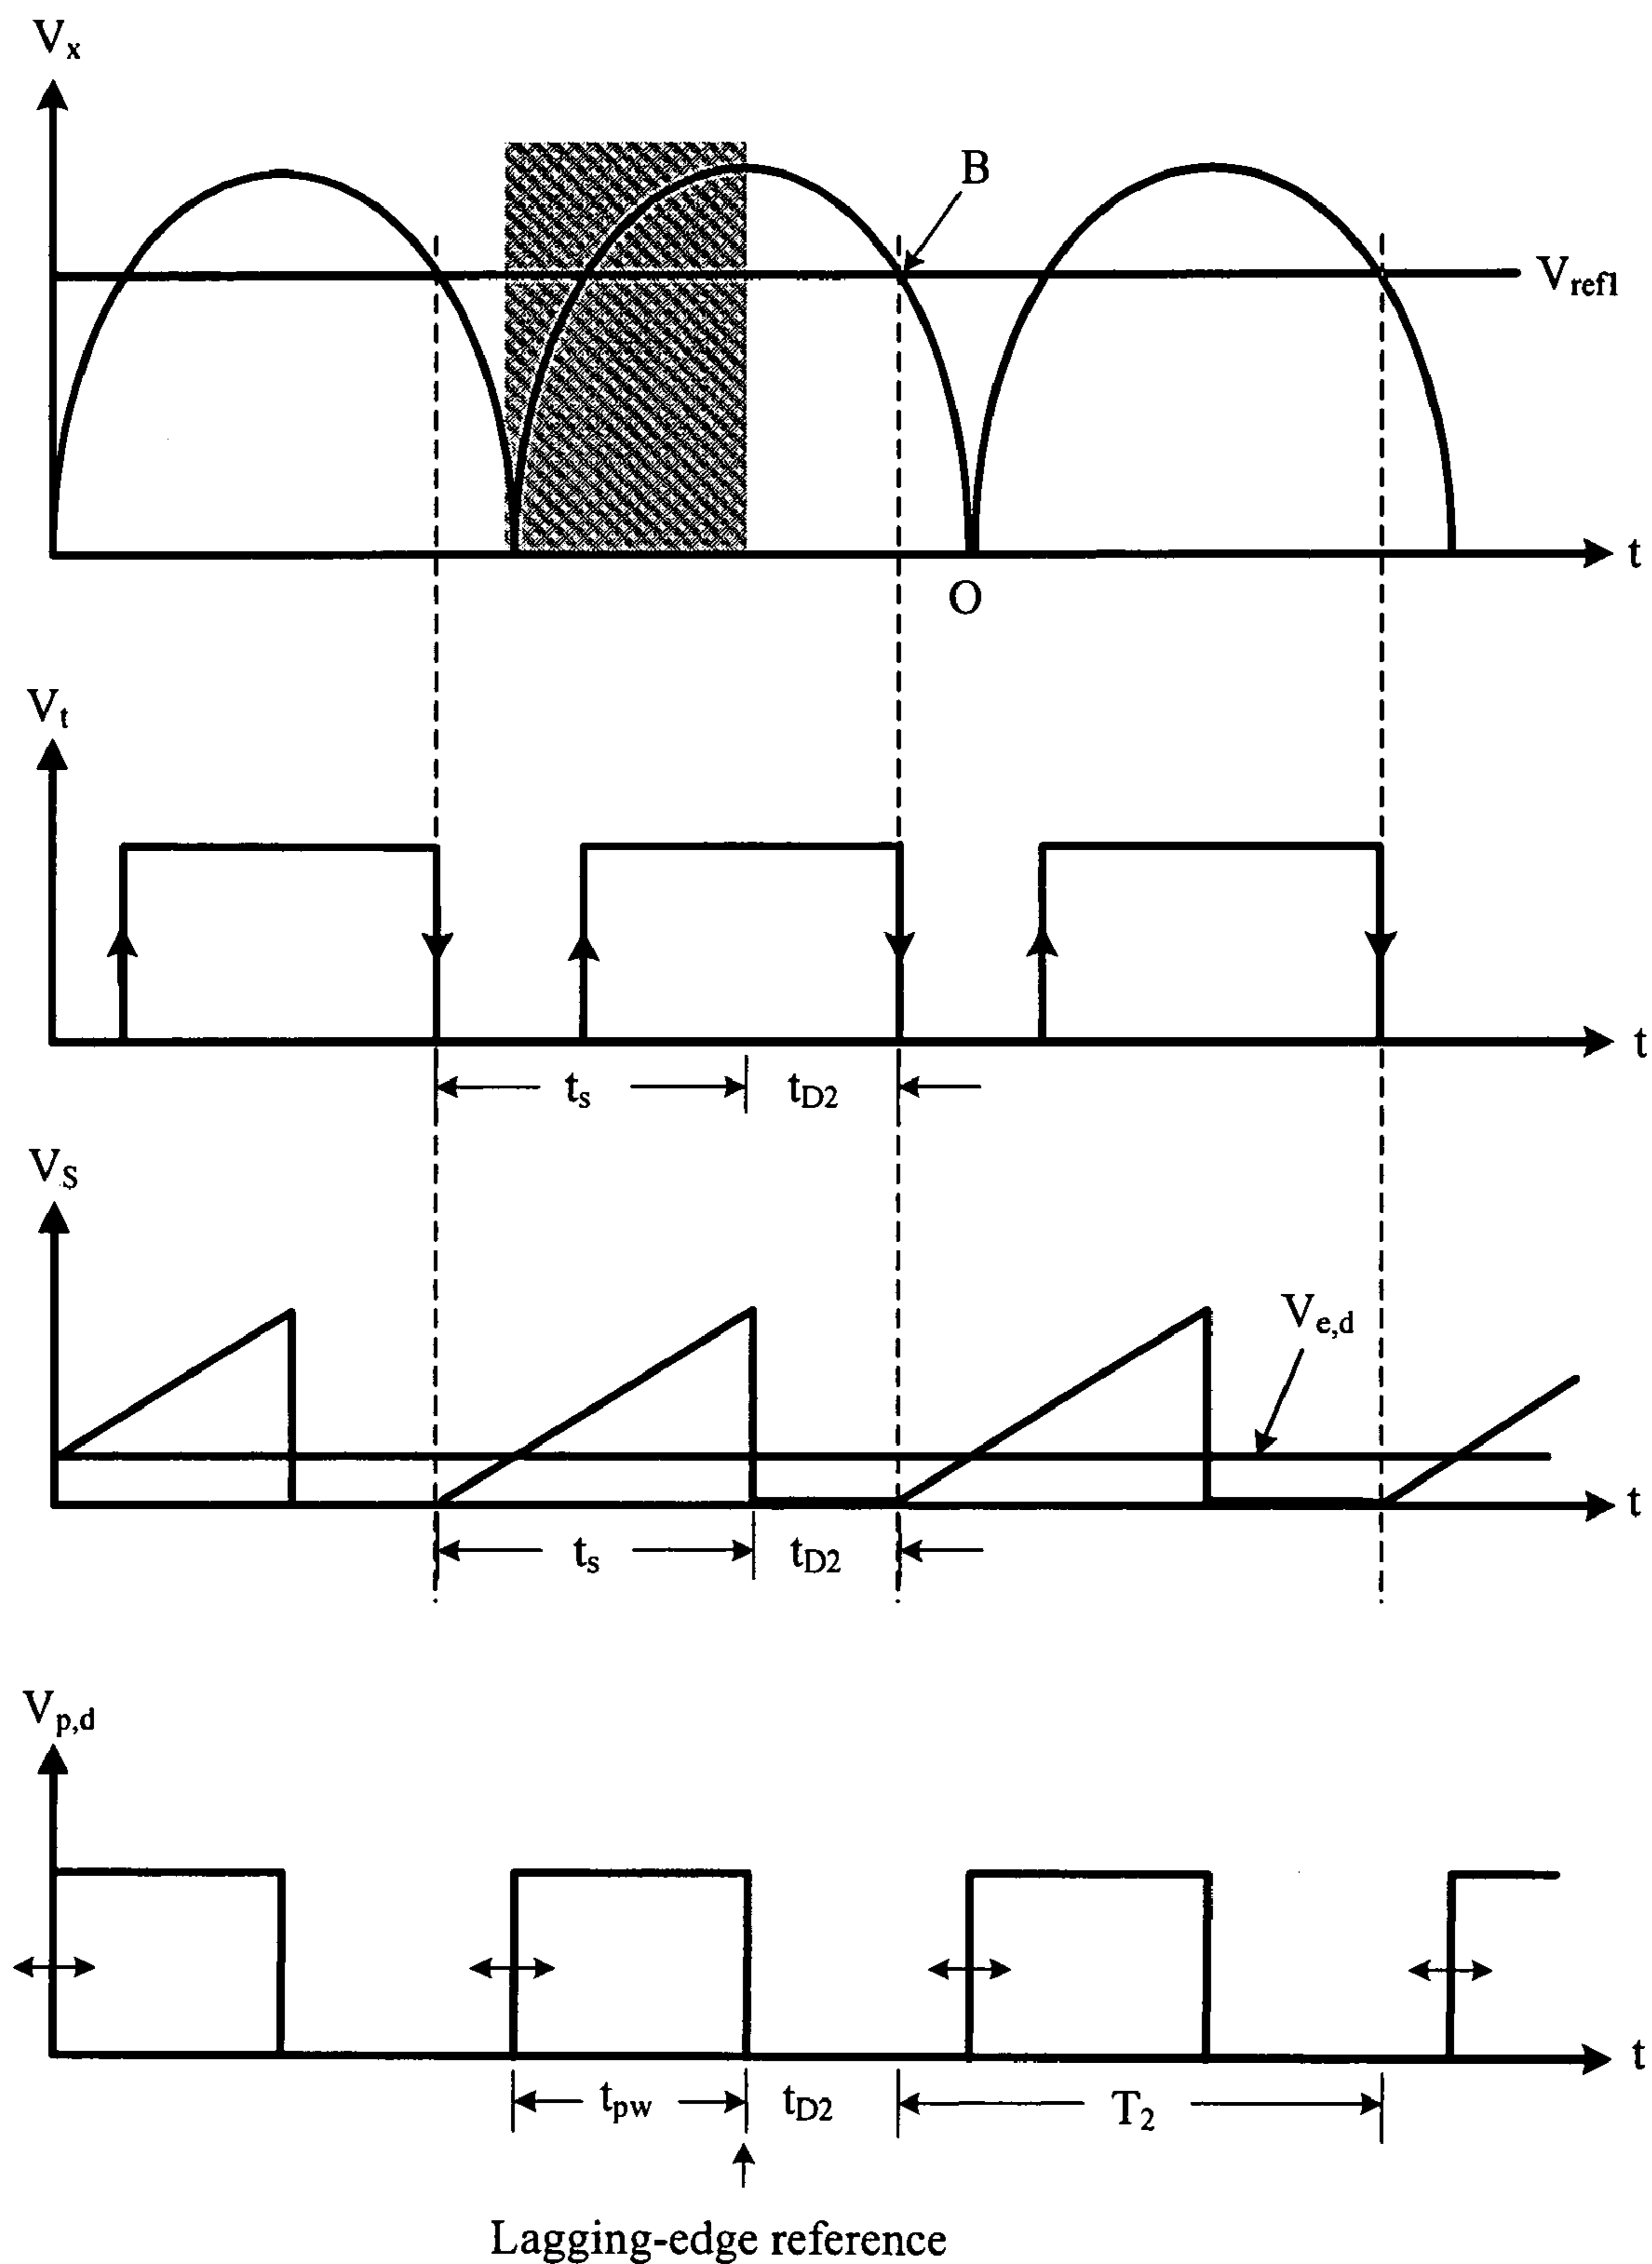 Vx
B
Vref1
t
O
Vt
t
ts
tD2
VS
Ve,d
t
ts
tD2
Vp,d
t
tpw
tD2
T2
Lagging-edge reference